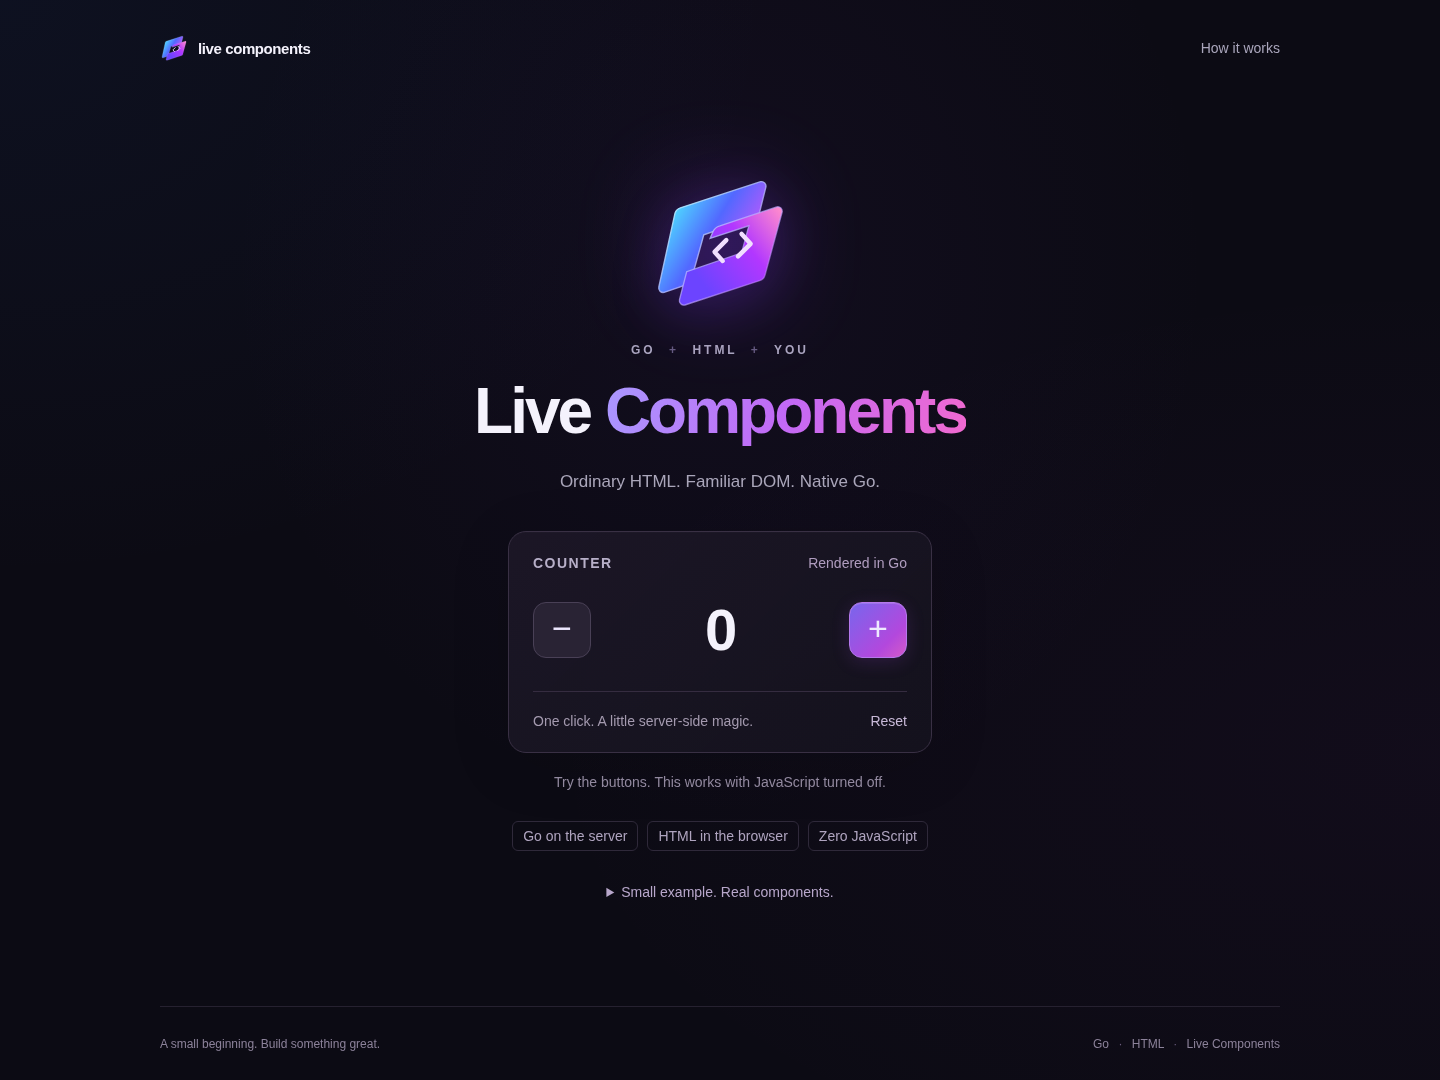 live components
How it works
GO + HTML + YOU
Live Components
Ordinary HTML. Familiar DOM. Native Go.
COUNTER
Rendered in Go
− 0 +
One click. A little server-side magic.
Reset
Try the buttons. This works with JavaScript turned off.
Go on the server
HTML in the browser
Zero JavaScript
▶ Small example. Real components.
A small beginning. Build something great.
Go · HTML · Live Components